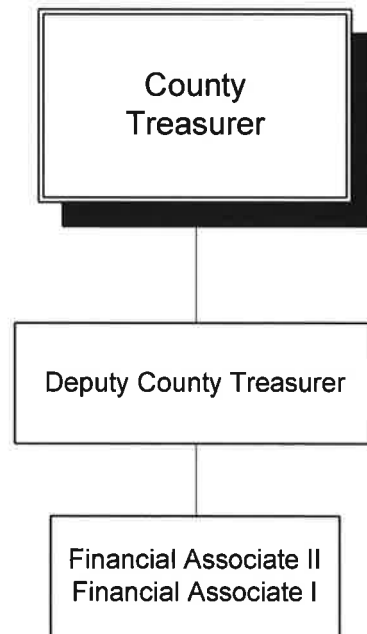 County
Treasurer
Deputy County Treasurer
Financial Associate II
Financial Associate I